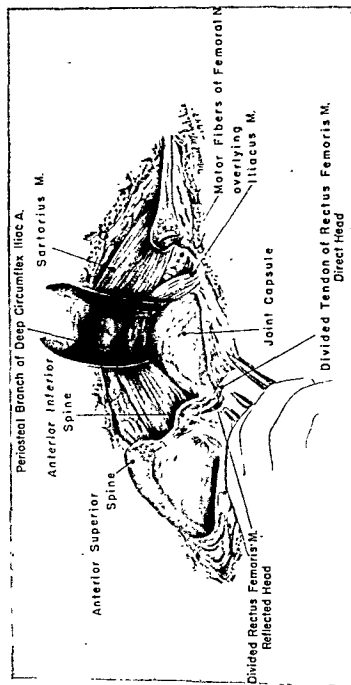 Periosteal Branch of Deep Circumflex Iliac A.
Sartorius M.
Anterior Inferior
Spine
Anterior Superior
Spine
Motor Fibers of Femoral N.
overlying
Iliacus M.
Joint Capsule
Divided Tendon of Rectus Femoris M.
Direct Head
Divided Rectus Femoris M.
Reflected Head